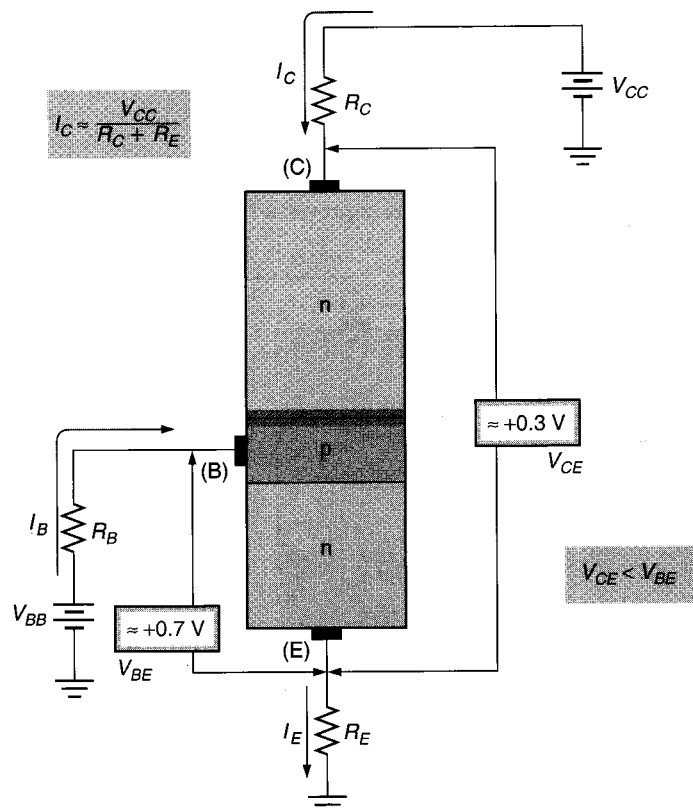 I_C
R_C
V_CC
I_C ≈ V_CC / R_C + R_E
(C)
n
≈ +0.3 V
V_CE
p
(B)
I_B
R_B
n
V_CE < V_BE
V_BB
≈ +0.7 V
V_BE
(E)
I_E
R_E